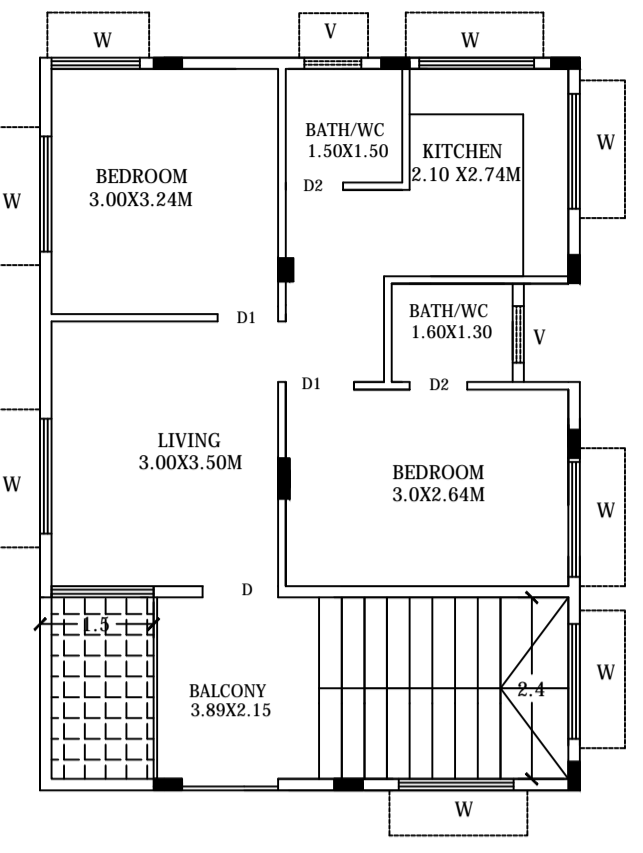 W
V
W
BATH/WC
1.50X1.50
KITCHEN
2.10 X2.74M
W
BEDROOM
3.00X3.24M
D2
W
D1
BATH/WC
1.60X1.30
V
D1
D2
LIVING
3.00X3.50M
BEDROOM
3.0X2.64M
W
W
D
1.5
BALCONY
3.89X2.15
2.4
W
W